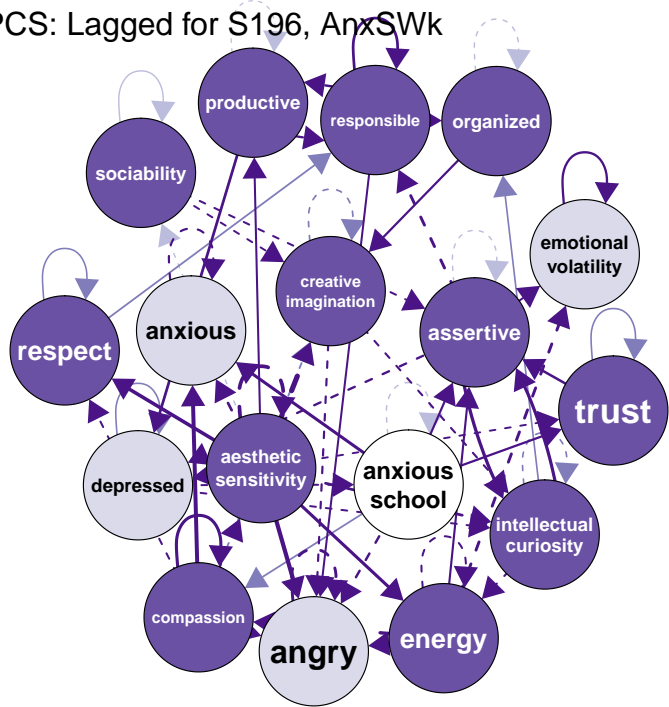 PCS: Lagged for S196, AnxSWk
productive
responsible
organized
sociability
emotional
volatility
creative
imagination
anxious
assertive
respect
trust
aesthetic
sensitivity
anxious
school
depressed
intellectual
curiosity
compassion
angry
energy